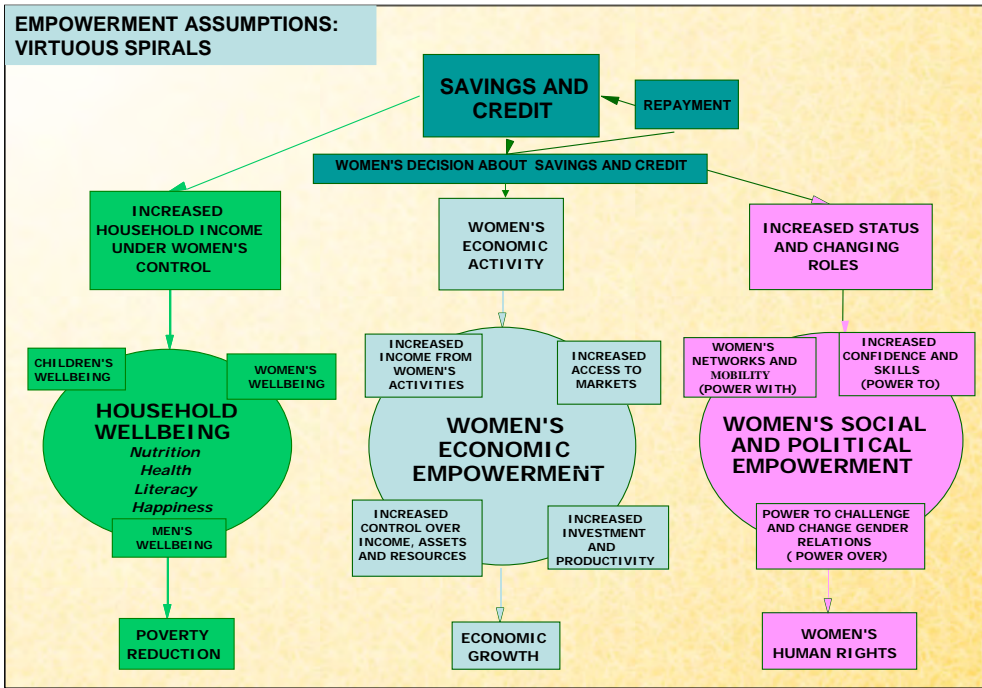 EMPOWERMENT ASSUMPTIONS:
VIRTUOUS SPIRALS
SAVINGS AND
CREDIT
REPAYMENT
WOMEN'S DECISION ABOUT SAVINGS AND CREDIT
INCREASED
HOUSEHOLD INCOME
UNDER WOMEN'S
CONTROL
WOMEN'S
ECONOMIC
ACTIVITY
INCREASED STATUS
AND CHANGING
ROLES
CHILDREN'S
WELLBEING
WOMEN'S
WELLBEING
HOUSEHOLD
WELLBEING
Nutrition
Health
Literacy
Happiness
MEN'S
WELLBEING
INCREASED
INCOME FROM
WOMEN'S
ACTIVITIES
INCREASED
ACCESS TO
MARKETS
WOMEN'S
ECONOMIC
EMPOWERMENT
INCREASED
CONTROL OVER
INCOME, ASSETS
AND RESOURCES
INCREASED
INVESTMENT
AND
PRODUCTIVITY
WOMEN'S
NETWORKS AND
MOBILITY
(POWER WITH)
INCREASED
CONFIDENCE AND
SKILLS
(POWER TO)
WOMEN'S SOCIAL
AND POLITICAL
EMPOWERMENT
POWER TO CHALLENGE
AND CHANGE GENDER
RELATIONS
( POWER OVER)
POVERTY
REDUCTION
ECONOMIC
GROWTH
WOMEN'S
HUMAN RIGHTS